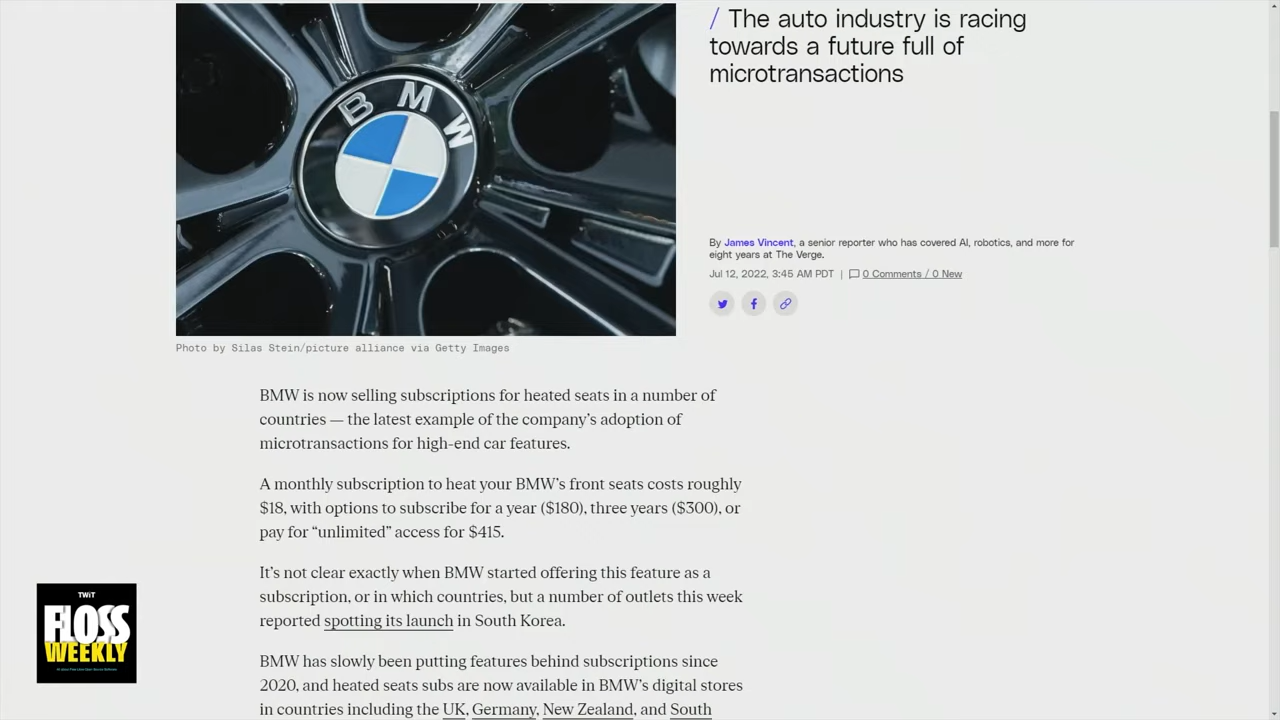 / The auto industry is racing
towards a future full of
microtransactions
B M W
By James Vincent, a senior reporter who has covered AI, robotics, and more for
eight years at The Verge.
Jul 12, 2022, 3:45 AM PDT | 0 Comments / 0 New
Photo by Silas Stein/picture alliance via Getty Images
BMW is now selling subscriptions for heated seats in a number of
countries — the latest example of the company’s adoption of
microtransactions for high-end car features.
A monthly subscription to heat your BMW’s front seats costs roughly
$18, with options to subscribe for a year ($180), three years ($300), or
pay for “unlimited” access for $415.
It’s not clear exactly when BMW started offering this feature as a
subscription, or in which countries, but a number of outlets this week
reported spotting its launch in South Korea.
BMW has slowly been putting features behind subscriptions since
2020, and heated seats subs are now available in BMW’s digital stores
in countries including the UK, Germany, New Zealand, and South
TWiT
FLOSS
WEEKLY